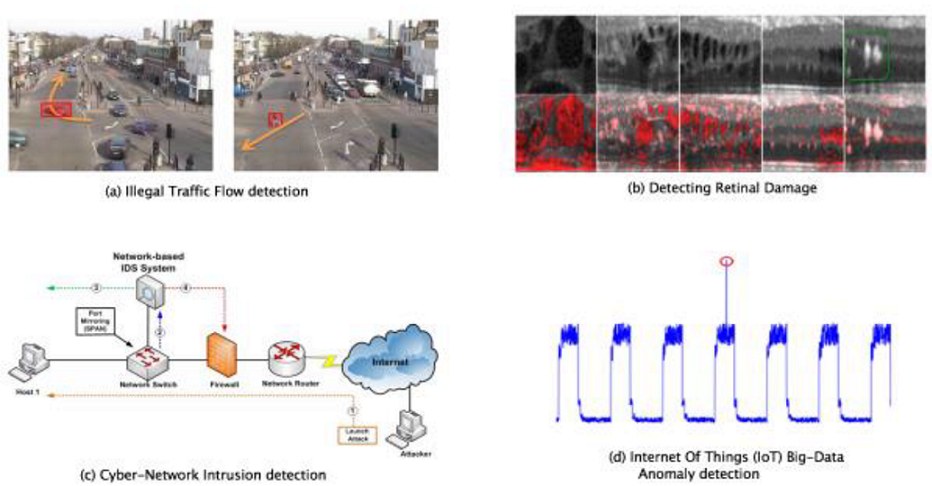 (a) Illegal Traffic Flow detection
(b) Detecting Retinal Damage
Network-based
IDS System
3
4
Port
Mirroring
(SPAN)
2
Internet
Host 1
Network Switch
Firewall
Network Router
1
Launch
Attack
Attacker
(c) Cyber-Network Intrusion detection
(d) Internet Of Things (IoT) Big-Data
Anomaly detection